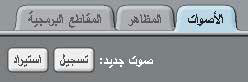 الأصوات المظاهر المقاطع البرمجية
صوت جديد: تسجيل استيراد